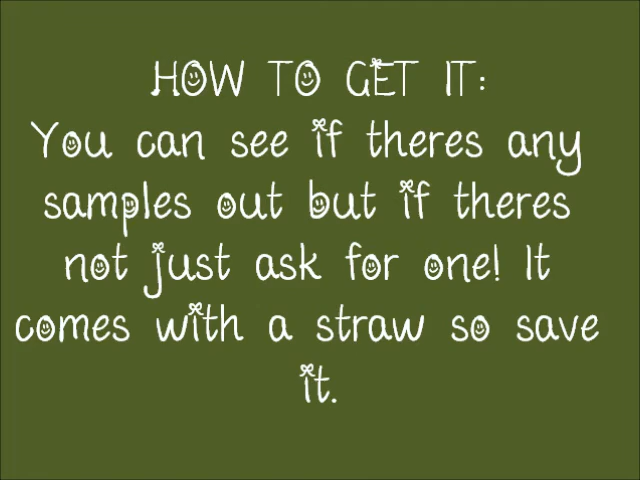 HOW TO GET IT:
You can see if theres any
samples out but if theres
not just ask for one! It
comes with a straw so save
it.